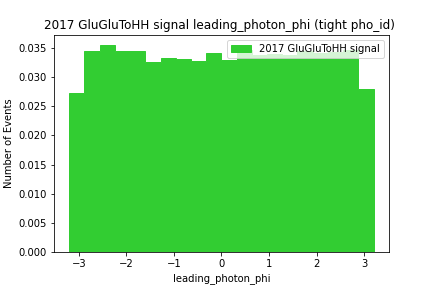 2017 GluGluToHH signal leading_photon_phi (tight pho_id)
2017 GluGluToHH signal
Number of Events
0.035
0.030
0.025
0.020
0.015
0.010
0.005
0.000
−3 −2 −1 0 1 2 3
leading_photon_phi